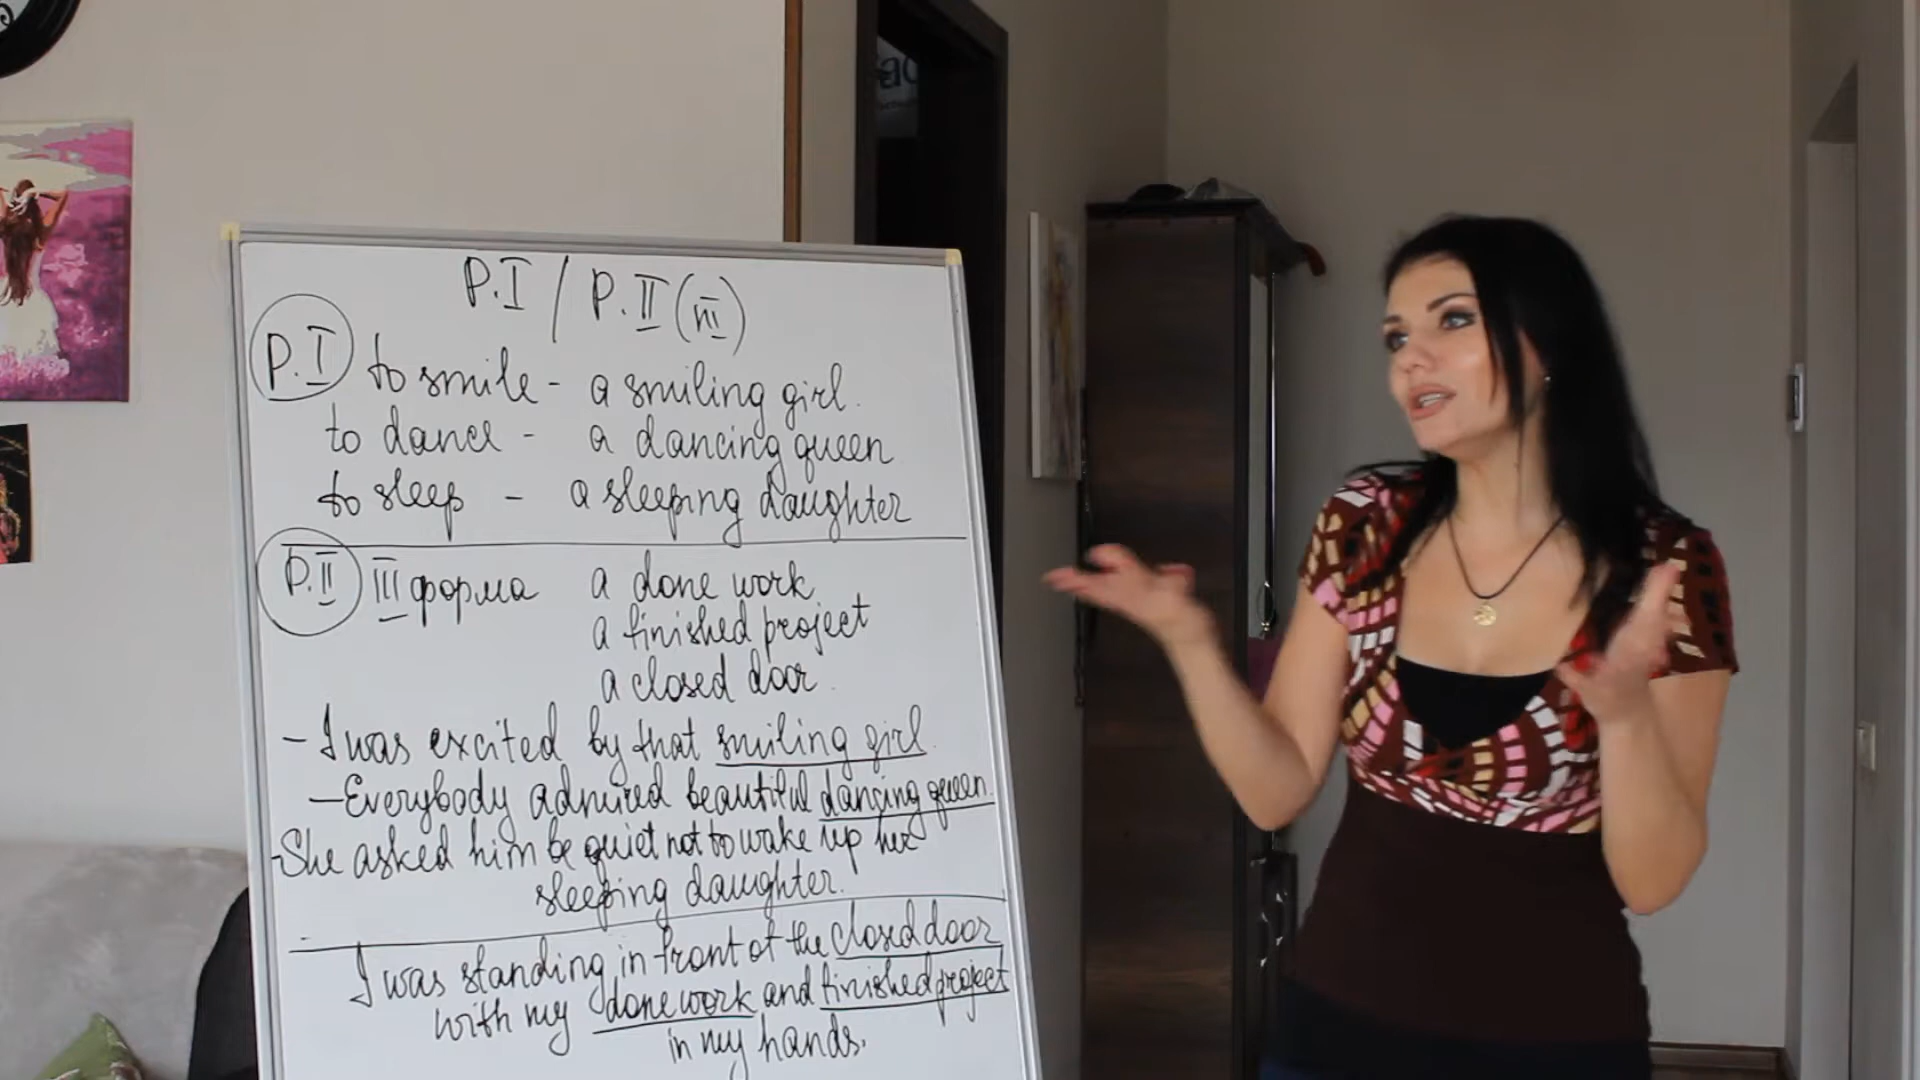 P.I / P.II (III)
P.I to smile - a smiling girl.
to dance - a dancing queen
to sleep - a sleeping daughter
P.II III форма a done work
a finished project
a closed door
- I was excited by that smiling girl.
- Everybody admired beautiful dancing queen.
- She asked him be quiet not to wake up her
sleeping daughter.
I was standing in front of the closed door
with my done work and finished project
in my hands.